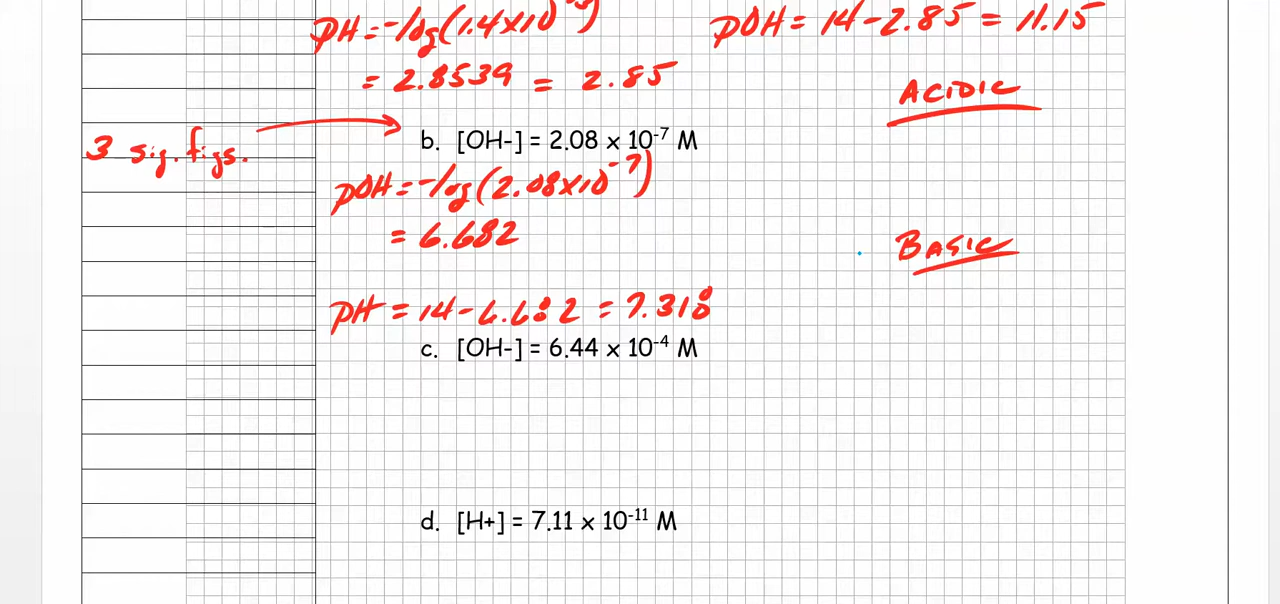 pH = -log(1.4x10
pOH = 14 - 2.85 = 11.15
= 2.8539 = 2.85
ACIDIC
3 sig. figs.
b. [OH-] = 2.08 x 10⁻⁷ M
pOH = -log(2.08x10⁻⁷)
= 6.682
BASIC
pH = 14 - 6.682 = 7.318
c. [OH-] = 6.44 x 10⁻⁴ M
d. [H+] = 7.11 x 10⁻¹¹ M